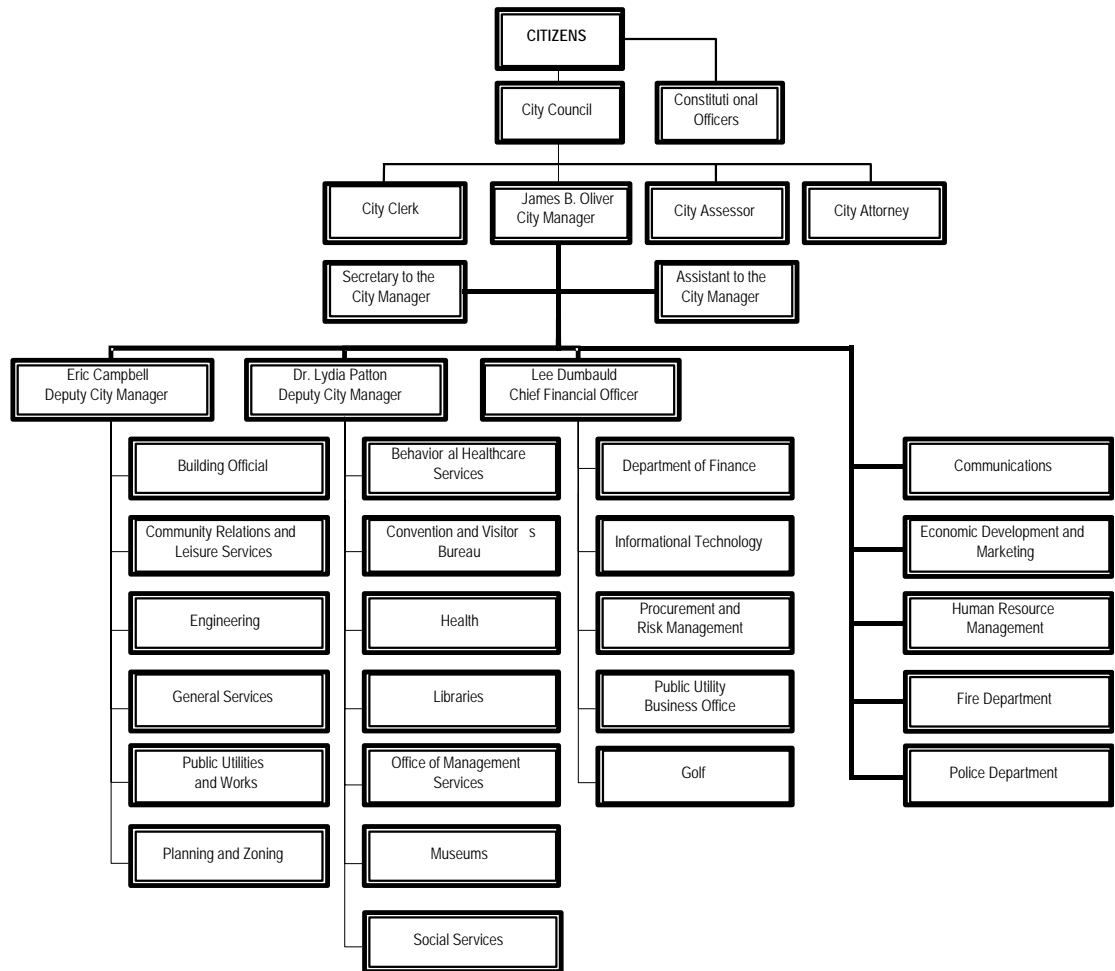 CITIZENS
City Council
Constituti onal
Officers
City Clerk
James B. Oliver
City Manager
City Assessor
City Attorney
Secretary to the
City Manager
Assistant to the
City Manager
Eric Campbell
Deputy City Manager
Dr. Lydia Patton
Deputy City Manager
Lee Dumbauld
Chief Financial Officer
Building Official
Community Relations and
Leisure Services
Engineering
General Services
Public Utilities
and Works
Planning and Zoning
Behavior al Healthcare
Services
Convention and Visitor s
Bureau
Health
Libraries
Office of Management
Services
Museums
Social Services
Department of Finance
Informational Technology
Procurement and
Risk Management
Public Utility
Business Office
Golf
Communications
Economic Development and
Marketing
Human Resource
Management
Fire Department
Police Department